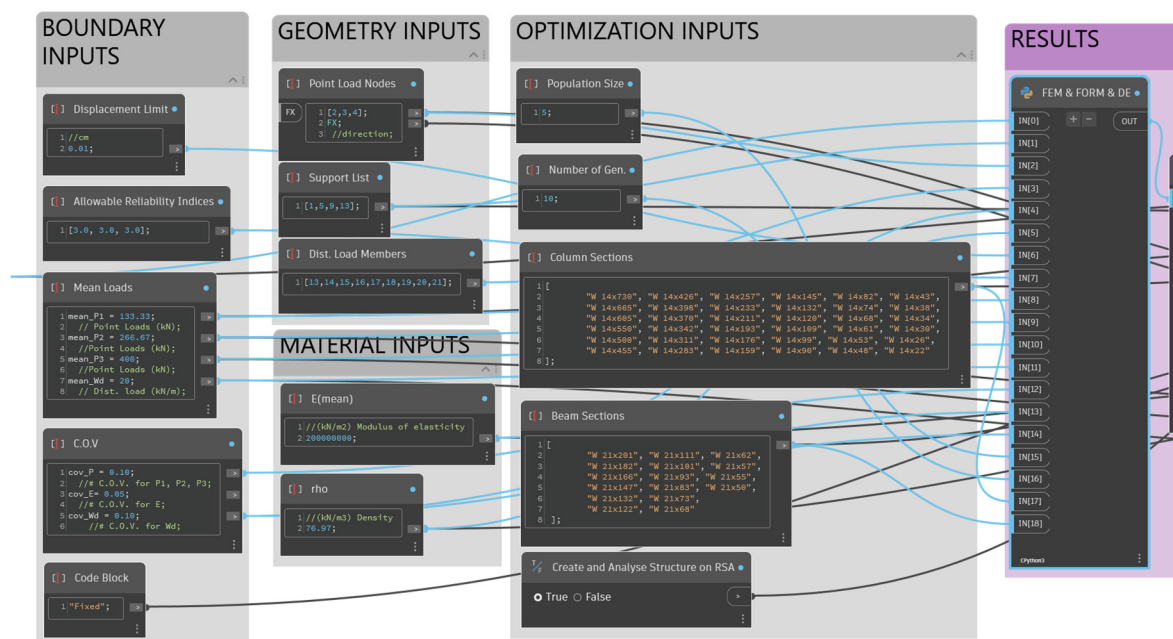 BOUNDARY
INPUTS
Displacement Limit
1 //cm
2 0.01;
>
Allowable Reliability Indices
1 [3.0, 3.0, 3.0];
>
Mean Loads
1 mean_P1 = 133.33;
2 // Point Loads (kN);
3 mean_P2 = 266.67;
4 //Point Loads (kN);
5 mean_P3 = 400;
6 //Point Loads (kN);
7 mean_Wd = 20;
8 // Dist. load (kN/m);
>
>
>
>
C.O.V
1 cov_P = 0.10;
2 //# C.O.V. for P1, P2, P3;
3 cov_E= 0.05;
4 //# C.O.V. for E;
5 cov_Wd = 0.10;
6 //# C.O.V. for Wd;
>
>
>
Code Block
1 "Fixed";
>
GEOMETRY INPUTS
Point Load Nodes
FX
1 [2,3,4];
2 FX;
3 //direction;
>
>
Support List
1 [1,5,9,13];
>
Dist. Load Members
1 [13,14,15,16,17,18,19,20,21];
>
MATERIAL INPUTS
E(mean)
1 //(kN/m2) Modulus of elasticity
2 200000000;
>
rho
1 //(kN/m3) Density
2 76.97;
>
OPTIMIZATION INPUTS
Population Size
1 5;
>
Number of Gen.
1 10;
>
Column Sections
1 [
2 "W 14x730", "W 14x426", "W 14x257", "W 14x145", "W 14x82", "W 14x43",
3 "W 14x665", "W 14x398", "W 14x233", "W 14x132", "W 14x74", "W 14x38",
4 "W 14x605", "W 14x370", "W 14x211", "W 14x120", "W 14x68", "W 14x34",
5 "W 14x550", "W 14x342", "W 14x193", "W 14x109", "W 14x61", "W 14x30",
6 "W 14x500", "W 14x311", "W 14x176", "W 14x99", "W 14x53", "W 14x26",
7 "W 14x455", "W 14x283", "W 14x159", "W 14x90", "W 14x48", "W 14x22"
8 ];
>
Beam Sections
1 [
2 "W 21x201", "W 21x111", "W 21x62",
3 "W 21x182", "W 21x101", "W 21x57",
4 "W 21x166", "W 21x93", "W 21x55",
5 "W 21x147", "W 21x83", "W 21x50",
6 "W 21x132", "W 21x73",
7 "W 21x122", "W 21x68"
8 ];
>
T/F Create and Analyse Structure on RSA
True False
>
RESULTS
FEM & FORM & DE
IN[0] + - OUT
IN[1]
IN[2]
IN[3]
IN[4]
IN[5]
IN[6]
IN[7]
IN[8]
IN[9]
IN[10]
IN[11]
IN[12]
IN[13]
IN[14]
IN[15]
IN[16]
IN[17]
IN[18]
CPython3